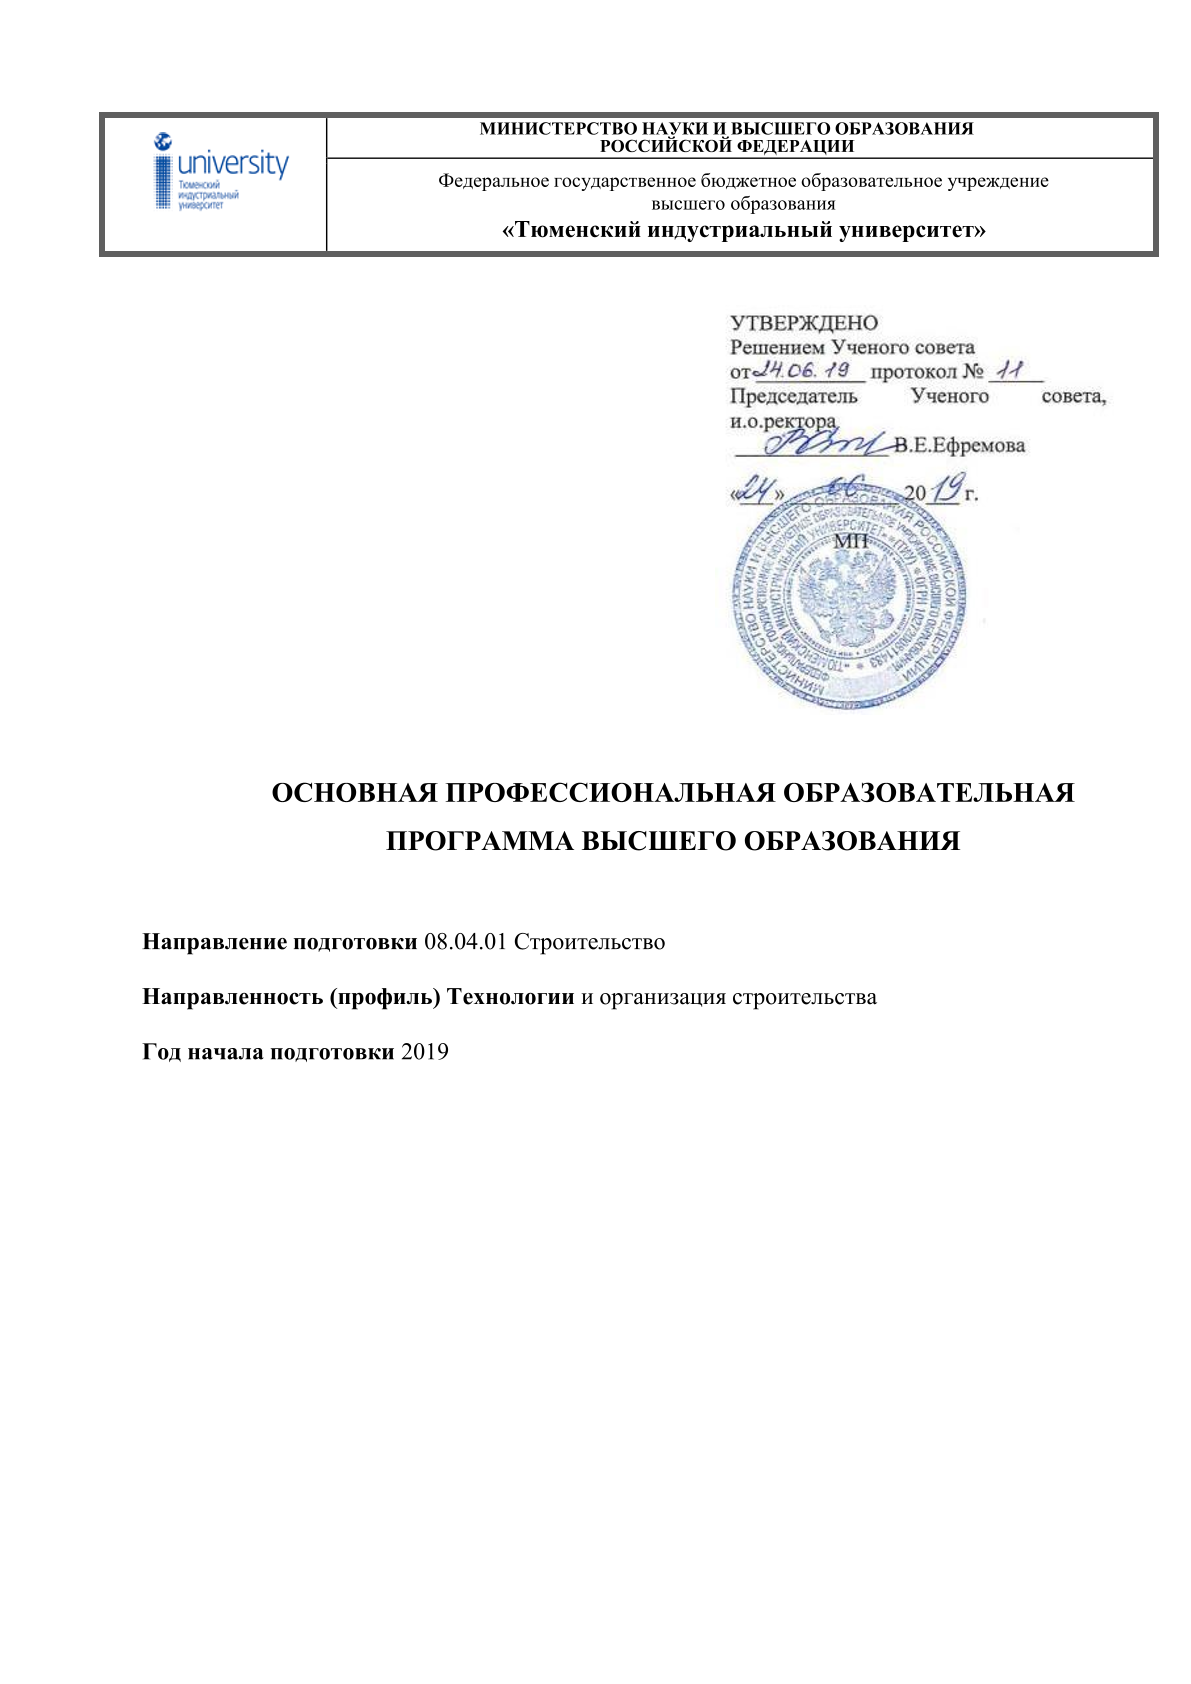 university
Тюменский
индустриальный
университет
МИНИСТЕРСТВО НАУКИ И ВЫСШЕГО ОБРАЗОВАНИЯ
РОССИЙСКОЙ ФЕДЕРАЦИИ
Федеральное государственное бюджетное образовательное учреждение
высшего образования
«Тюменский индустриальный университет»
УТВЕРЖДЕНО
Решением Ученого совета
от 24.06.19 протокол № 11
Председатель Ученого совета,
и.о.ректора
В.Е.Ефремова
«24» 06 2019 г.
МП
МИНИСТЕРСТВО НАУКИ И ВЫСШЕГО ОБРАЗОВАНИЯ РОССИЙСКОЙ ФЕДЕРАЦИИ
ФЕДЕРАЛЬНОЕ ГОСУДАРСТВЕННОЕ БЮДЖЕТНОЕ ОБРАЗОВАТЕЛЬНОЕ УЧРЕЖДЕНИЕ ВЫСШЕГО ОБРАЗОВАНИЯ
«ТЮМЕНСКИЙ ИНДУСТРИАЛЬНЫЙ УНИВЕРСИТЕТ» * (ТИУ) * ОГРН 1027200811483 *
ОСНОВНАЯ ПРОФЕССИОНАЛЬНАЯ ОБРАЗОВАТЕЛЬНАЯ
ПРОГРАММА ВЫСШЕГО ОБРАЗОВАНИЯ
Направление подготовки 08.04.01 Строительство
Направленность (профиль) Технологии и организация строительства
Год начала подготовки 2019